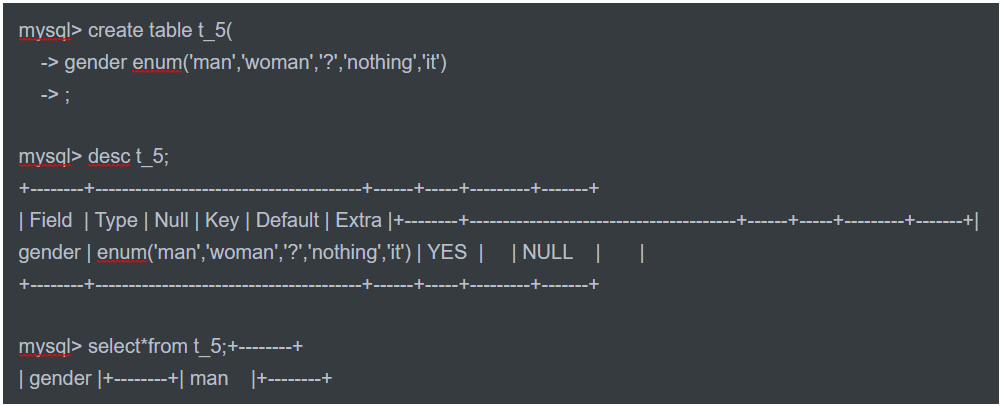 mysql> create table t_5(
-> gender enum('man','woman','?','nothing','it')
-> ;
mysql> desc t_5;
+--------+----------------------------------------+------+-----+---------+-------+
| Field  | Type | Null | Key | Default | Extra |+--------+----------------------------------------+------+-----+---------+-------+|
gender | enum('man','woman','?','nothing','it') | YES  |     | NULL    |       |
+--------+----------------------------------------+------+-----+---------+-------+
mysql> select*from t_5;+--------+
| gender |+--------+| man    |+--------+